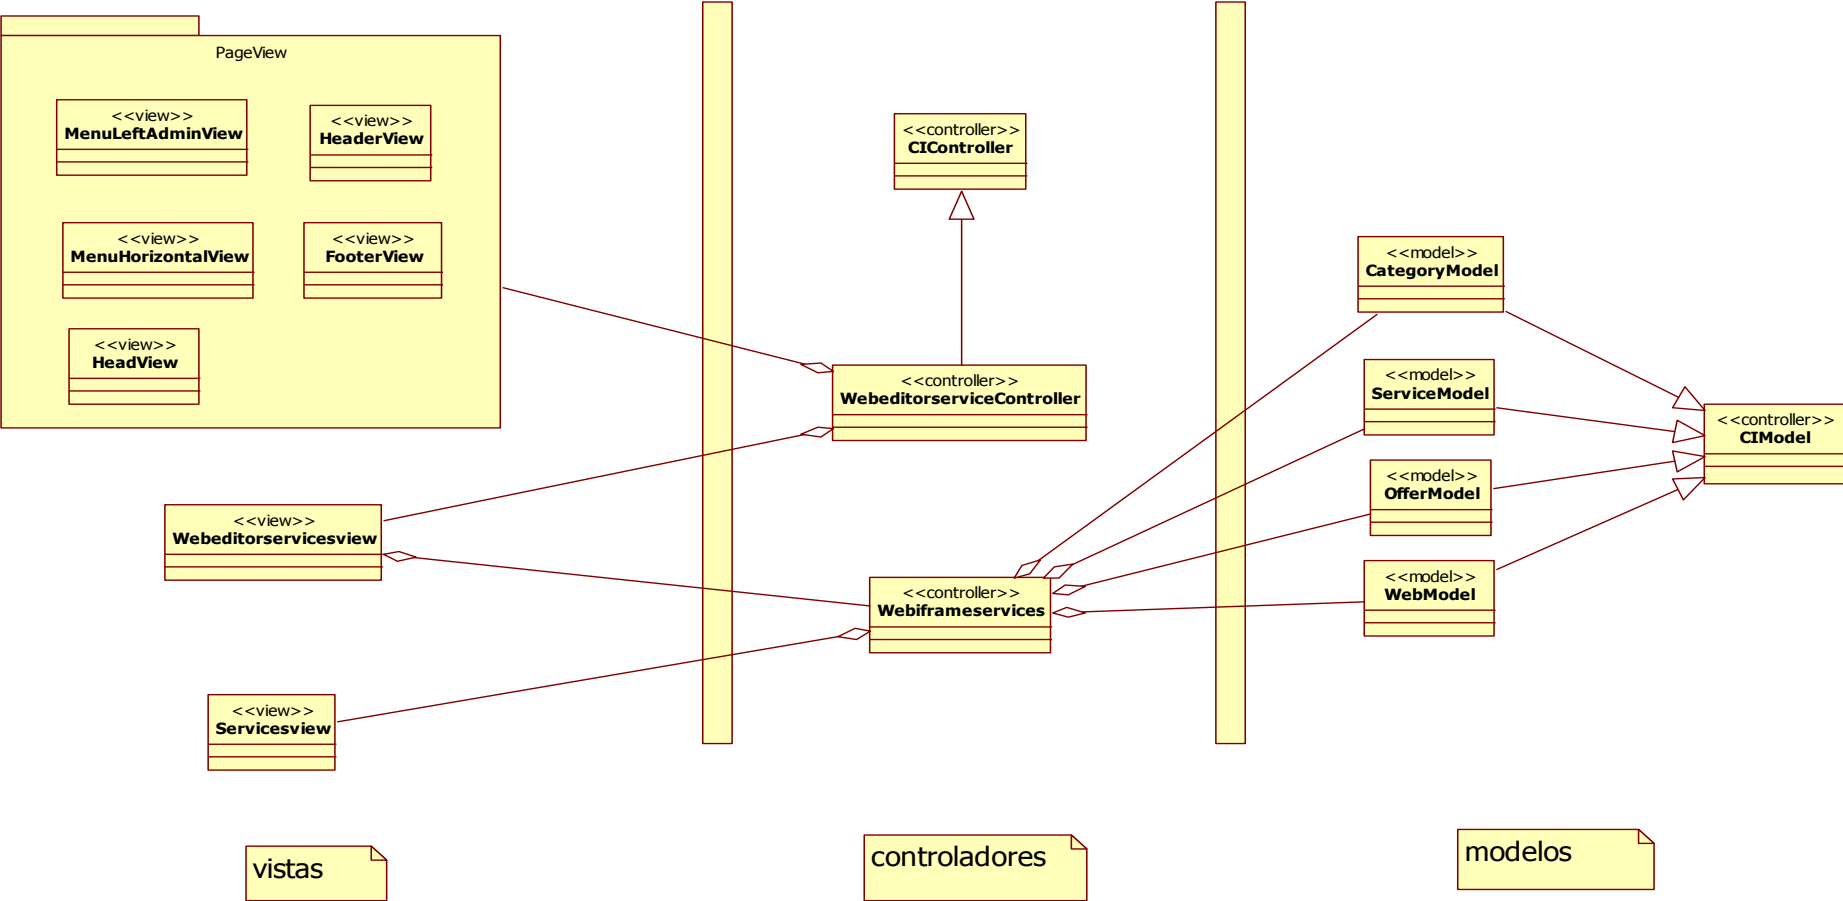 PageView
<<view>>
MenuLeftAdminView
<<view>>
HeaderView
<<view>>
MenuHorizontalView
<<view>>
FooterView
<<view>>
HeadView
<<view>>
Webeditorservicesview
<<view>>
Servicesview
vistas
<<controller>>
CIController
<<controller>>
WebeditorserviceController
<<controller>>
Webiframeservices
controladores
<<model>>
CategoryModel
<<model>>
ServiceModel
<<model>>
OfferModel
<<model>>
WebModel
<<controller>>
CIModel
modelos